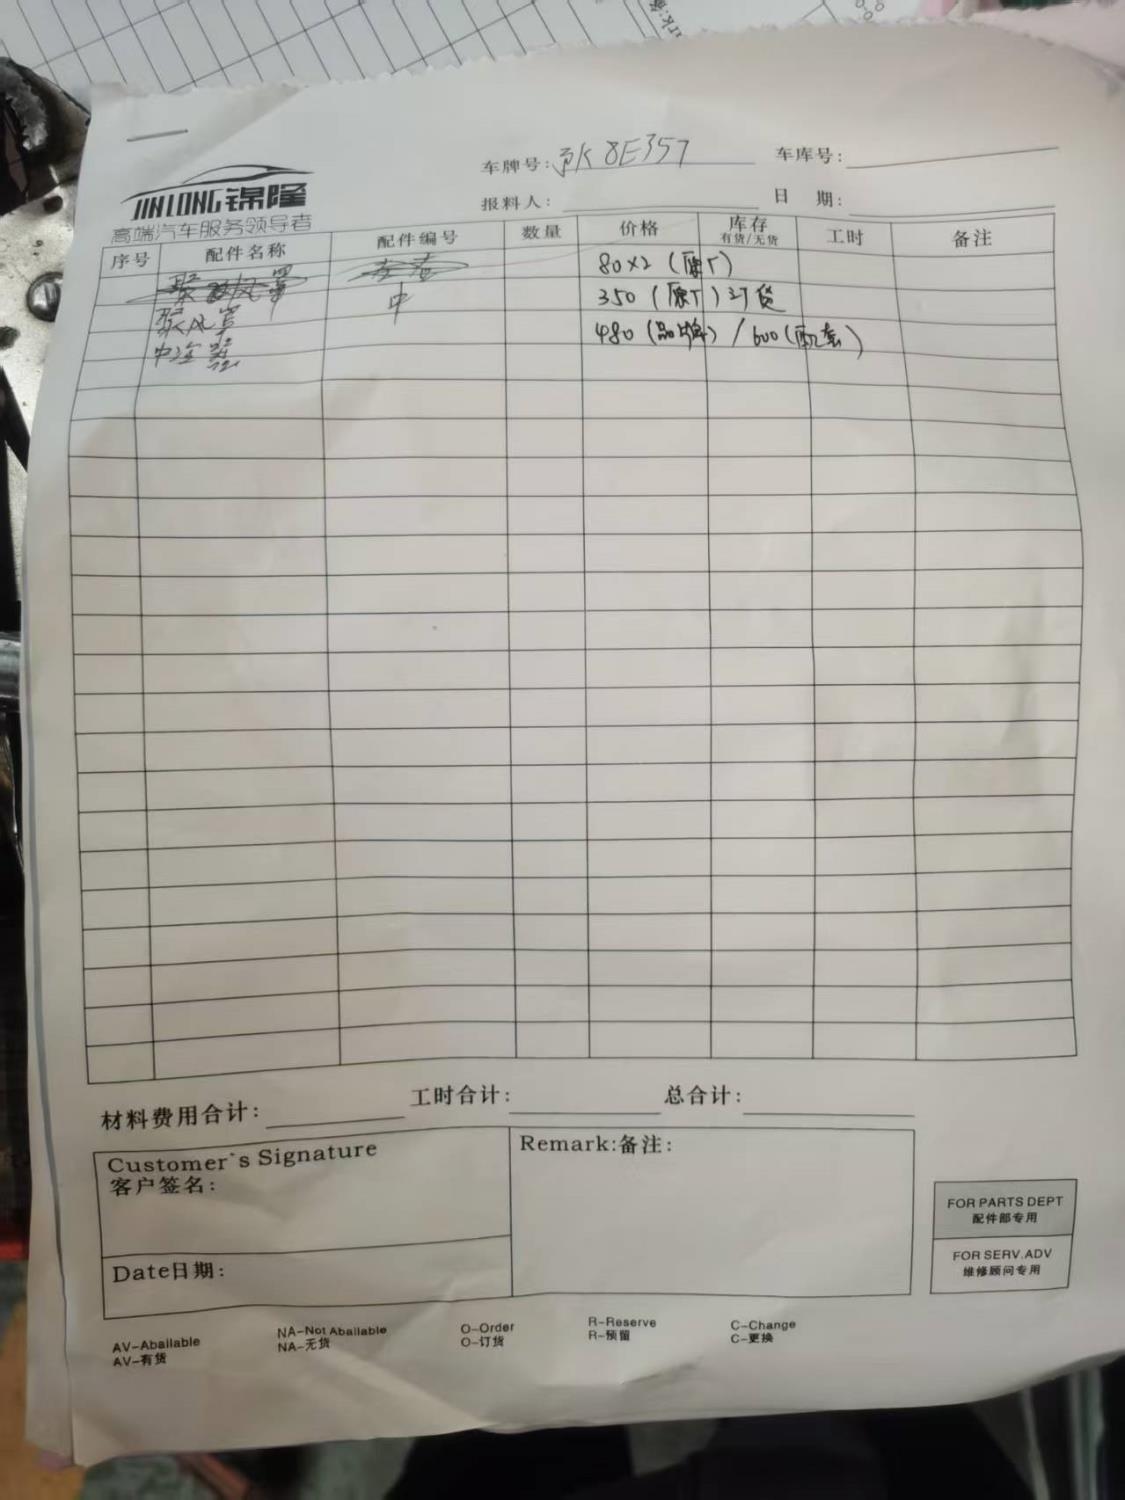 车牌号: 8E357 车库号:
JINLONG锦隆
高端汽车服务领导者
报料人: 日 期:
序号 配件名称 配件编号 数量 价格 库存 有货/无货 工时 备注
80×2 (原厂)
聚风罩 中 350 (原厂) 订货
480 (品牌) / 600 (配套)
材料费用合计: 工时合计: 总合计:
Customer`s Signature
客户签名:
Date日期:
Remark:备注:
FOR PARTS DEPT
配件部专用
FOR SERV.ADV
维修顾问专用
AV-Abailable NA-Not Abailable O-Order R-Reserve C-Change
AV-有货 NA-无货 O-订货 R-预留 C-更换